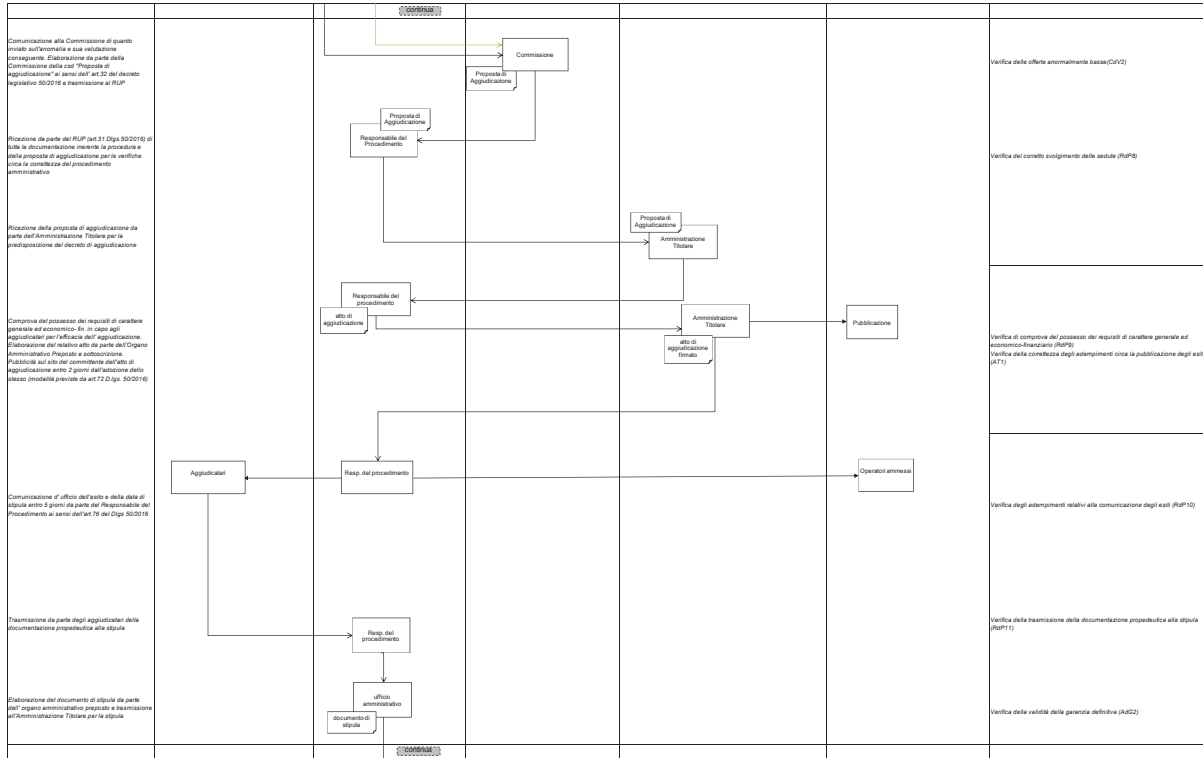 continua
Comunicazione alla Commissione di quanto
inviato sull'anomalia e sua valutazione
conseguente. Elaborazione da parte della
Commissione della csd "Proposta di
aggiudicazione" ai sensi dell' art.32 del decreto
legislativo 50/2016 e trasmissione al RUP
Commissione
Proposta di
Aggiudicazione
Verifica delle offerte anormalmente basse(CdV2)
Ricezione da parte del RUP (art.31 Dlgs.50/2016) di
tutta la documentazione inerente la procedura e
della proposta di aggiudicazione per le verifiche
circa la correttezza del procedimento
amministrativo
Proposta di
Aggiudicazione
Responsabile del
Procedimento
Verifica del corretto svolgimento delle sedute (RdP8)
Ricezione della proposta di aggiudicazione da
parte dell'Amministrazione Titolare per la
predisposizione del decreto di aggiudicazione
Proposta di
Aggiudicazione
Amministrazione
Titolare
Responsabile del
procedimento
atto di
aggiudicazione
Comprova del possesso dei requisiti di carattere
generale ed economico- fin. in capo agli
aggiudicatari per l'efficacia dell' aggiudicazione.
Elaborazione del relativo atto da parte dell'Organo
Amministrativo Preposto e sottoscrizione.
Pubblicità sul sito del committente dell'atto di
aggiudicazione entro 2 giorni dall'adozione dello
stesso (modalità previste da art.72 D.lgs. 50/2016)
Amministrazione
Titolare
atto di
aggiudicazione
firmato
Pubblicazione
Verifica di comprova del possesso dei requisiti di carattere generale ed
economico-finanziario (RdP9)
Verifica della correttezza degli adempimenti circa la pubblicazione degli esiti
(AT1)
Aggiudicatari
Resp. del procedimento
Operatori ammessi
Comunicazione d' ufficio dell'esito e della data di
stipula entro 5 giorni da parte del Responsabile del
Procedimento ai sensi dell'art.76 del Dlgs 50/2016
Verifica degli adempimenti relativi alla comunicazione degli esiti (RdP10)
Trasmissione da parte degli aggiudicatari della
documentazione propedeutica alla stipula
Resp. del
procedimento
Verifica della trasmissione della documentazione propedeutica alla stipula
(RdP11)
Elaborazione del documento di stipula da parte
dell' organo amministrativo preposto e trasmissione
all'Amministrazione Titolare per la stipula
ufficio
amministrativo
documento di
stipula
Verifica della validità della garanzia definitiva (AdG2)
continua